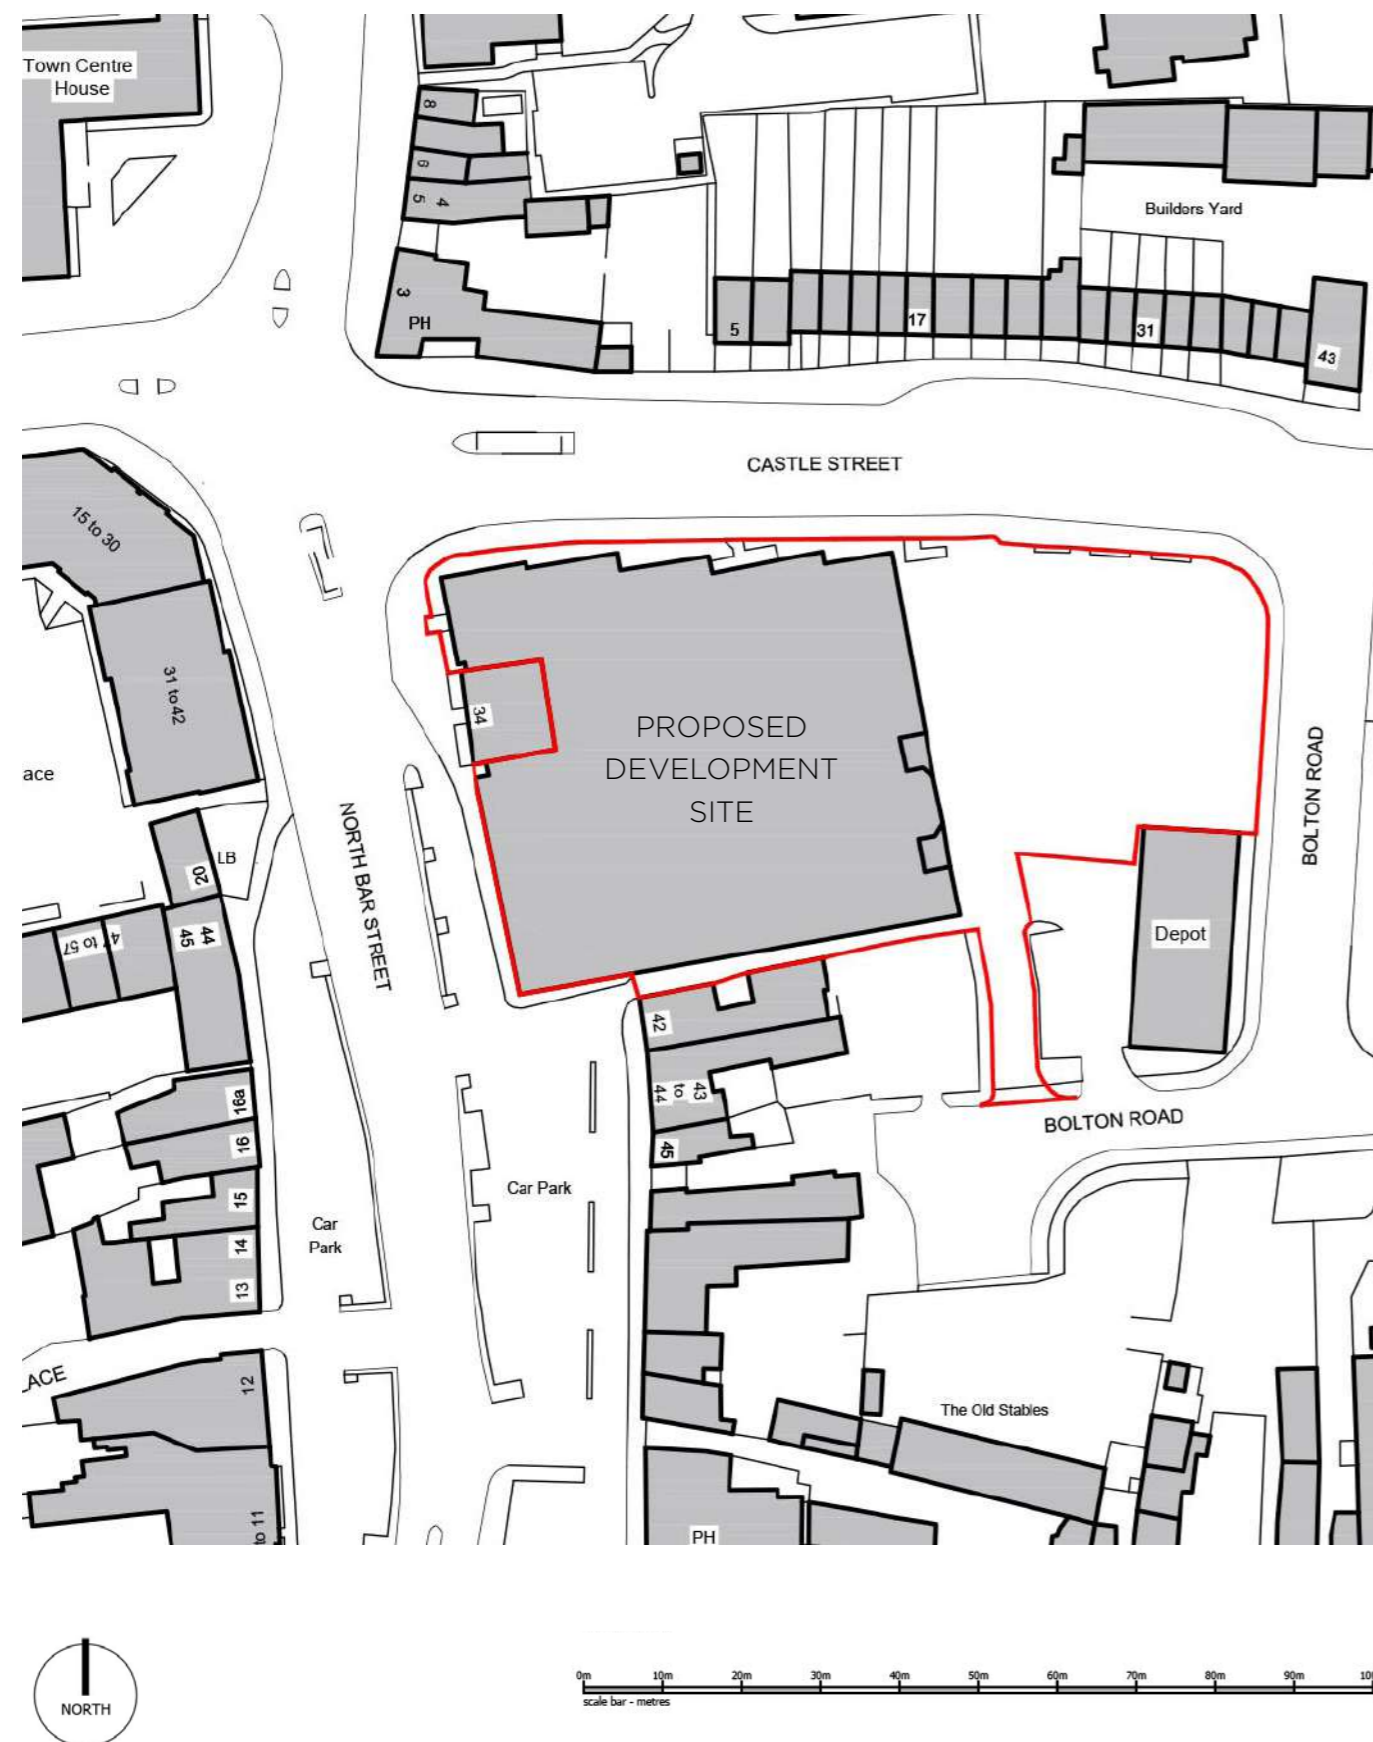 Town Centre
House
8
6
5 4
3
PH
Builders Yard
5
17
31
43
CASTLE STREET
15 to 30
31 to 42
ace
34
PROPOSED
DEVELOPMENT
SITE
BOLTON ROAD
NORTH BAR STREET
LB
20
44
45
47 to 57
Depot
42
43
to
44
45
BOLTON ROAD
16a
16
15
14
13
Car Park
Car
Park
ACE
12
The Old Stables
to 11
PH
NORTH
0m 10m 20m 30m 40m 50m 60m 70m 80m 90m 10
scale bar - metres